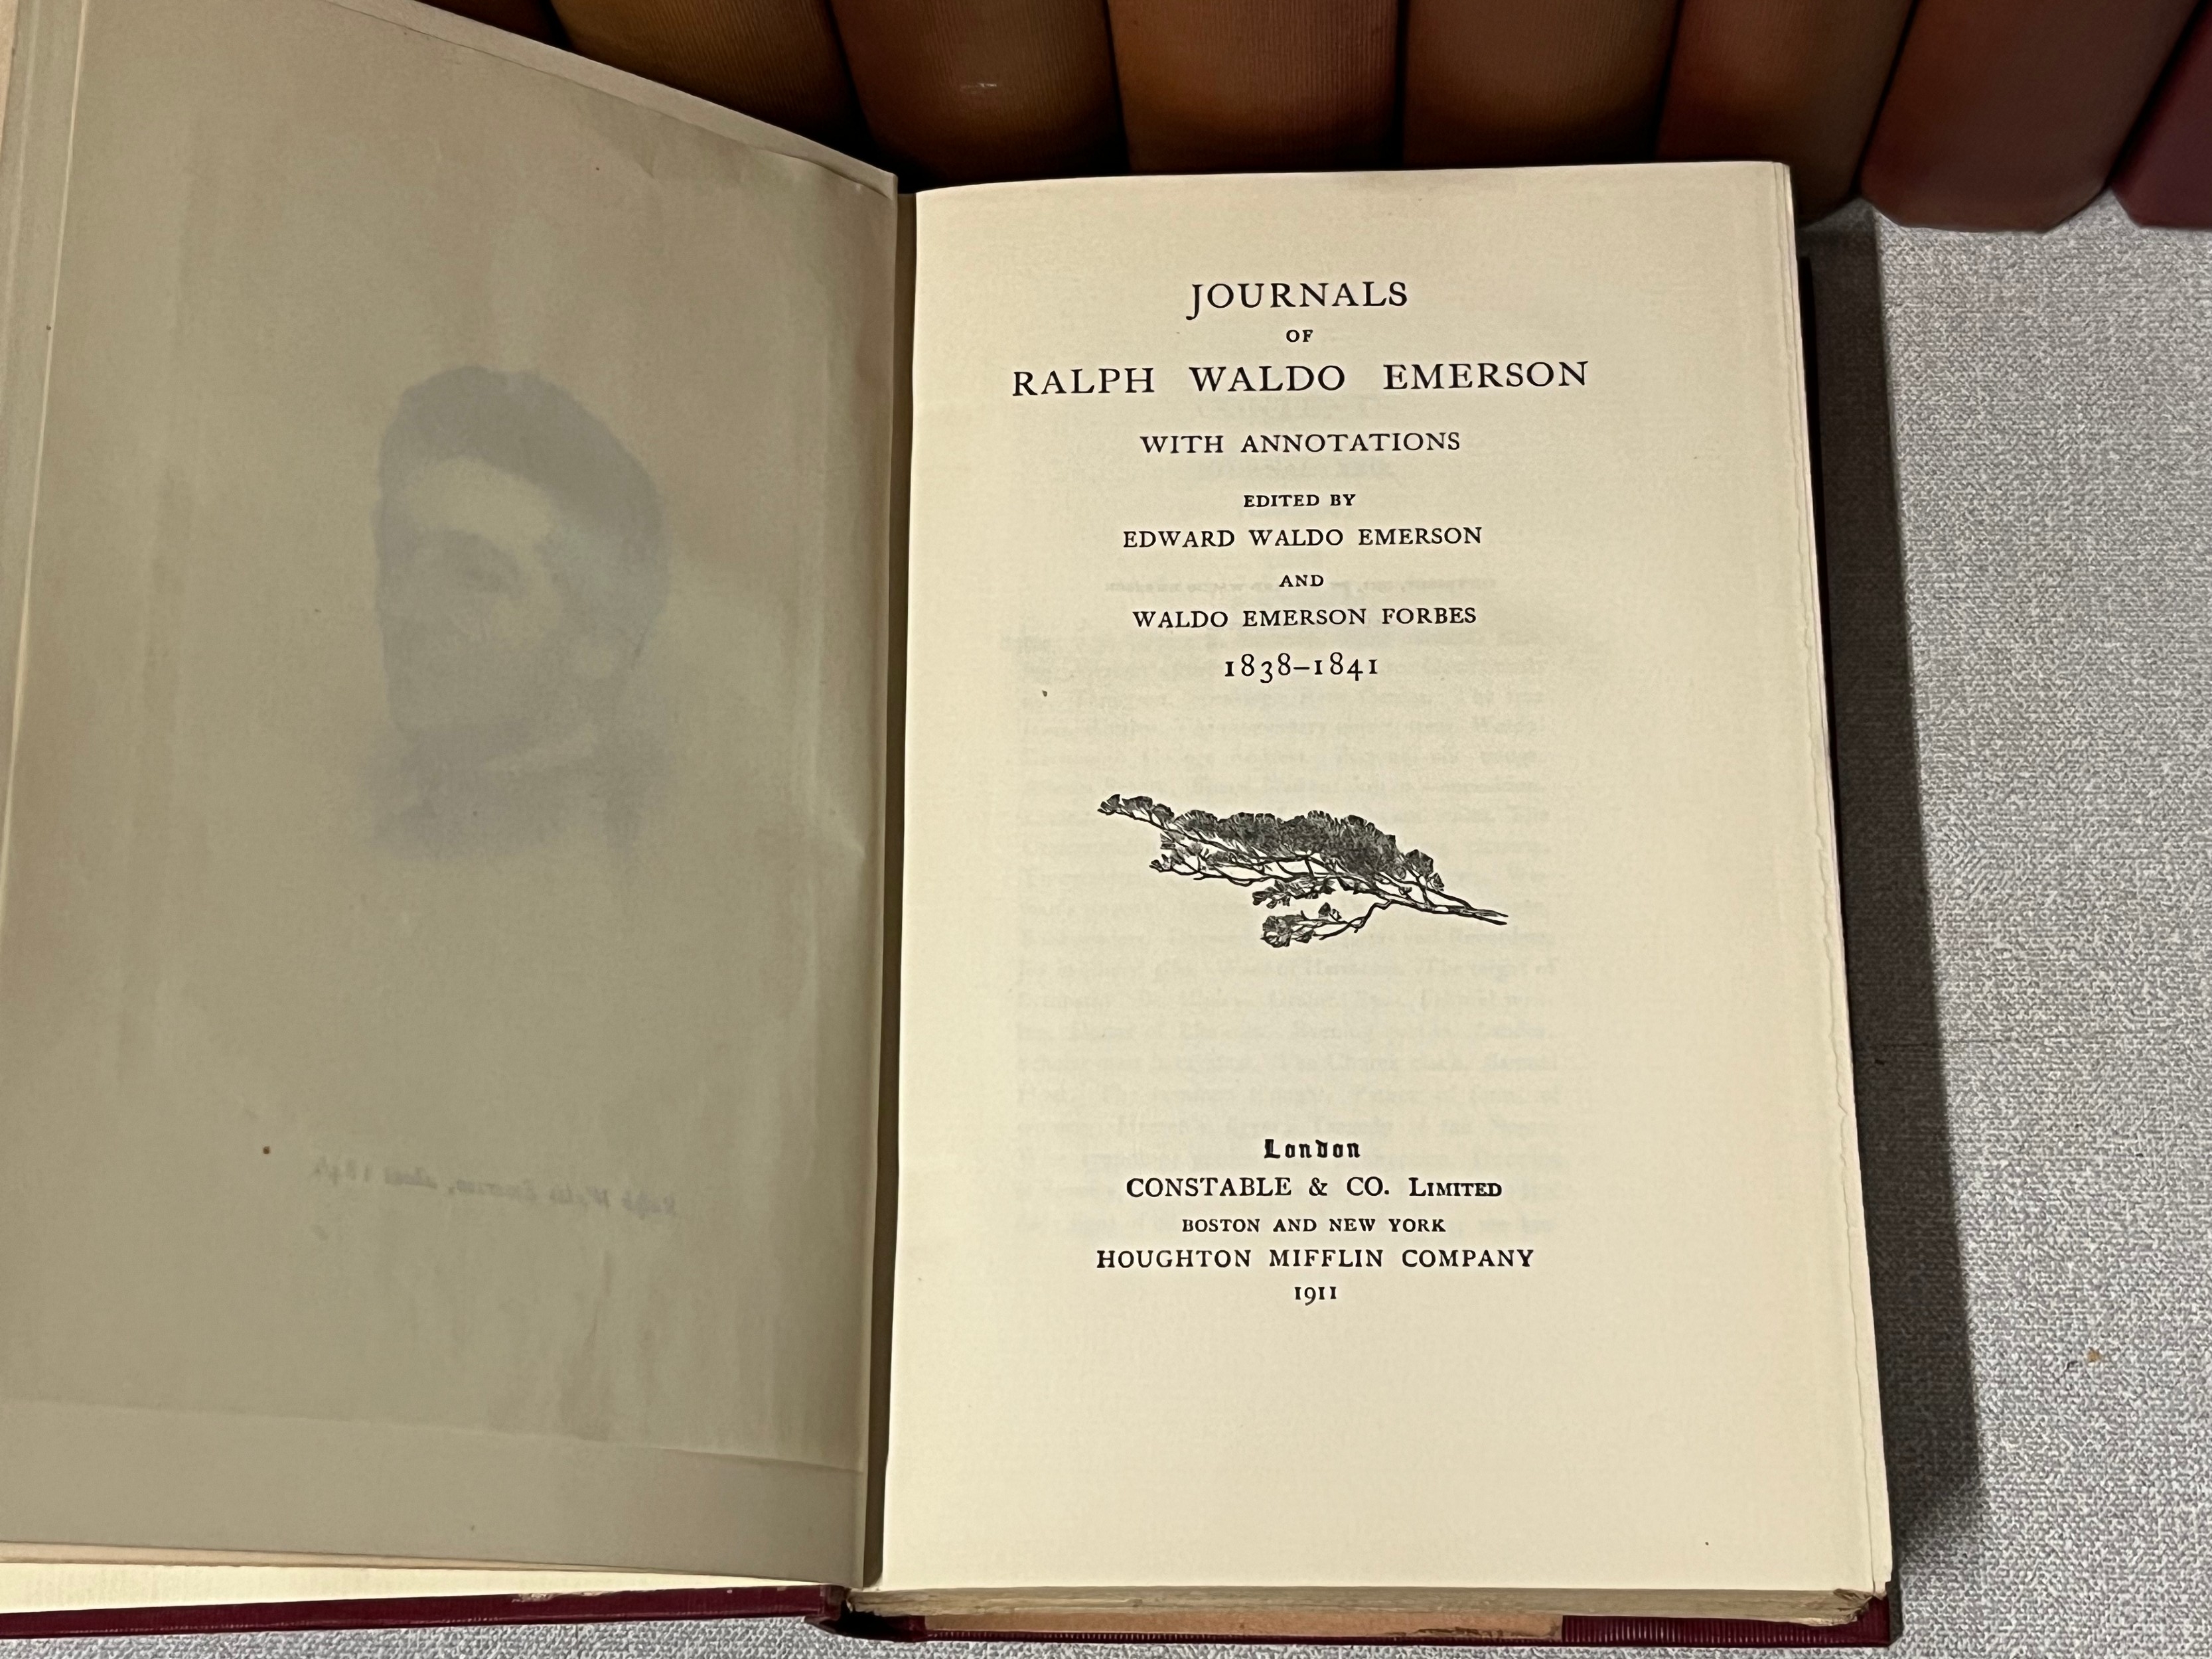 JOURNALS
OF
RALPH WALDO EMERSON
WITH ANNOTATIONS
EDITED BY
EDWARD WALDO EMERSON
AND
WALDO EMERSON FORBES
1838–1841
London
CONSTABLE & CO. LIMITED
BOSTON AND NEW YORK
HOUGHTON MIFFLIN COMPANY
1911